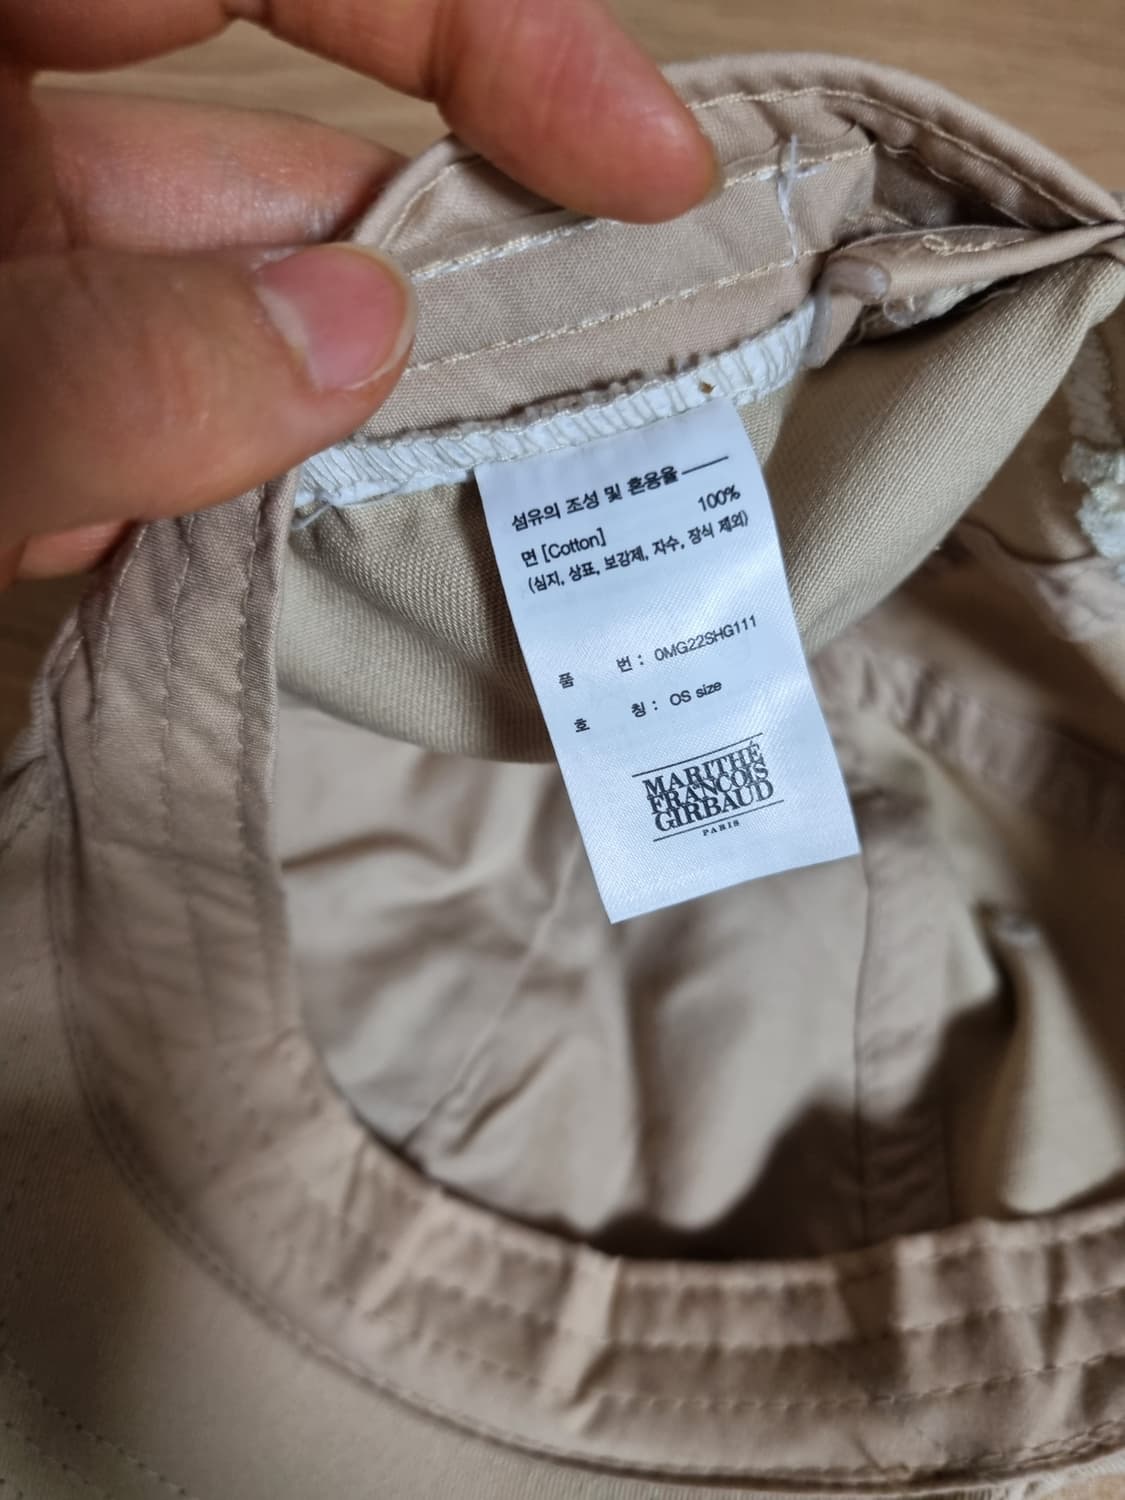 섬유의 조성 및 혼용율
면 [Cotton] 100%
(심지, 상표, 보강제, 자수, 장식 제외)
품 번 : 0MG22SHG111
호 칭 : OS size
MARITHÉ
FRANCOIS
GIRBAUD
PARIS